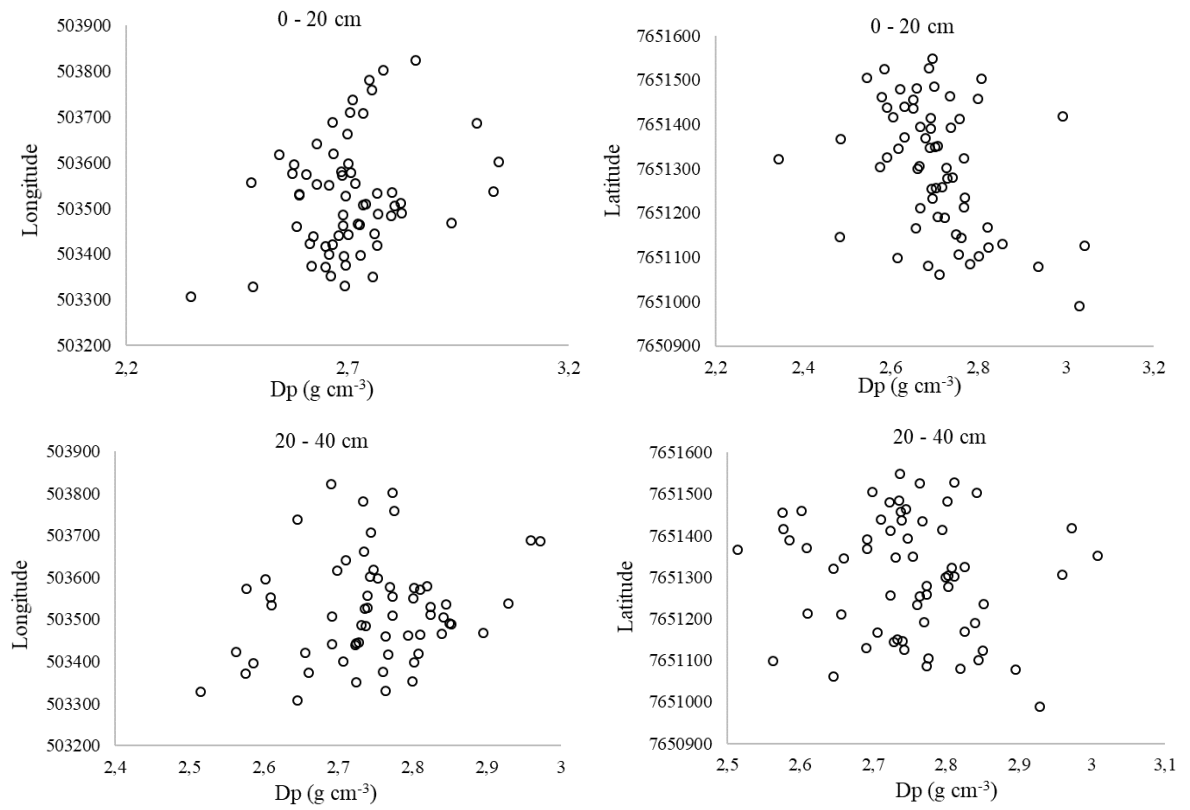 0 - 20 cm
503900
503800
503700
503600
503500
503400
503300
503200
Longitude
2,2 2,7 3,2
Dp (g cm-3)
0 - 20 cm
7651600
7651500
7651400
7651300
7651200
7651100
7651000
7650900
Latitude
2,2 2,4 2,6 2,8 3 3,2
Dp (g cm-3)
20 - 40 cm
503900
503800
503700
503600
503500
503400
503300
503200
Longitude
2,4 2,5 2,6 2,7 2,8 2,9 3
Dp (g cm-3)
20 - 40 cm
7651600
7651500
7651400
7651300
7651200
7651100
7651000
7650900
Latitude
2,5 2,6 2,7 2,8 2,9 3 3,1
Dp (g cm-3)